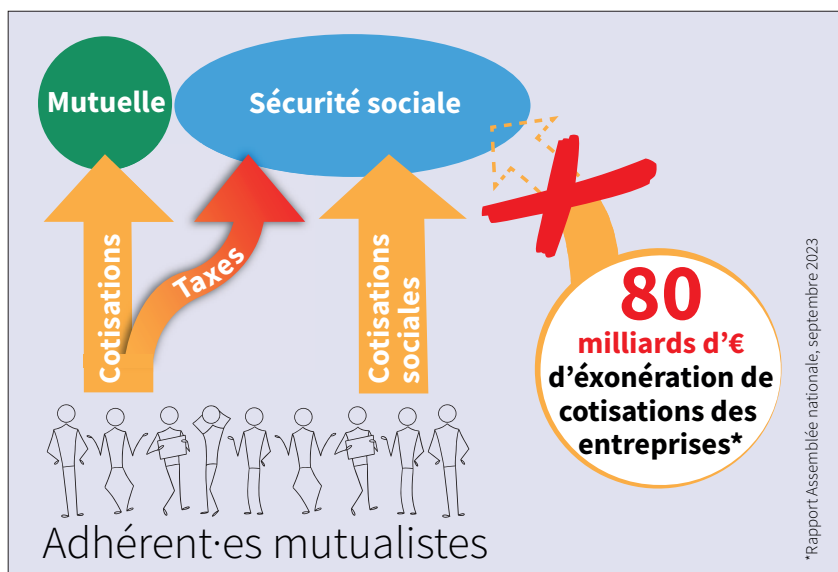 Mutuelle
Sécurité sociale
Cotisations
Taxes
Cotisations
sociales
80
milliards d'€
d'éxonération de
cotisations des
entreprises*
Adhérent·es mutualistes
*Rapport Assemblée nationale, septembre 2023